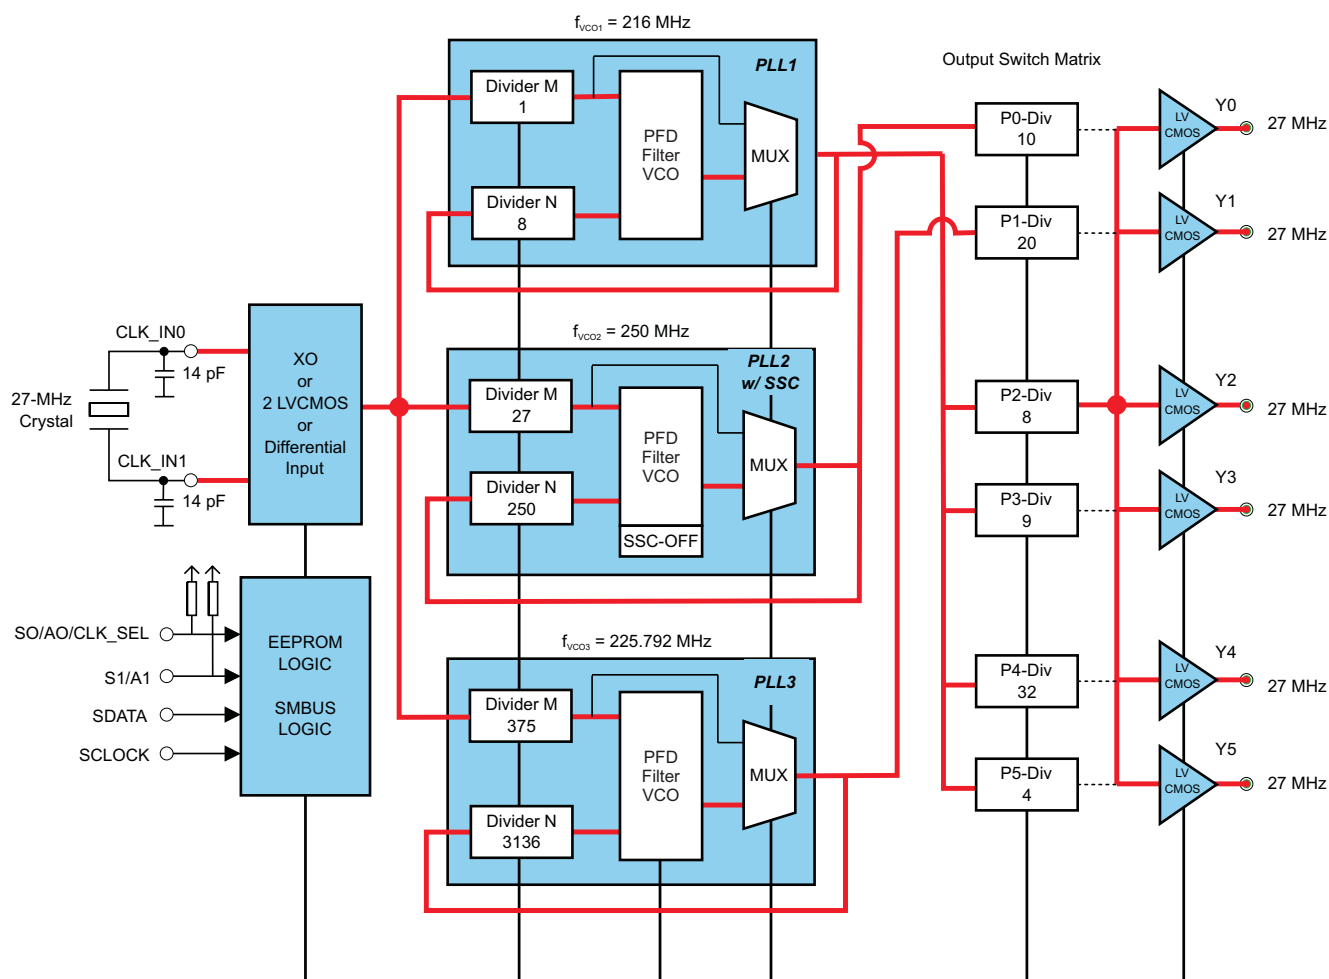 fVCO1 = 216 MHz
PLL1
Divider M
1
PFD
Filter
VCO
MUX
Divider N
8
Output Switch Matrix
P0-Div
10
LV
CMOS
Y0
27 MHz
P1-Div
20
LV
CMOS
Y1
27 MHz
CLK_IN0
14 pF
27-MHz
Crystal
CLK_IN1
14 pF
XO
or
2 LVCMOS
or
Differential
Input
fVCO2 = 250 MHz
PLL2
w/ SSC
Divider M
27
PFD
Filter
VCO
MUX
Divider N
250
SSC-OFF
P2-Div
8
LV
CMOS
Y2
27 MHz
P3-Div
9
LV
CMOS
Y3
27 MHz
SO/AO/CLK_SEL
S1/A1
SDATA
SCLOCK
EEPROM
LOGIC
SMBUS
LOGIC
fVCO3 = 225.792 MHz
PLL3
Divider M
375
PFD
Filter
VCO
MUX
Divider N
3136
P4-Div
32
LV
CMOS
Y4
27 MHz
P5-Div
4
LV
CMOS
Y5
27 MHz